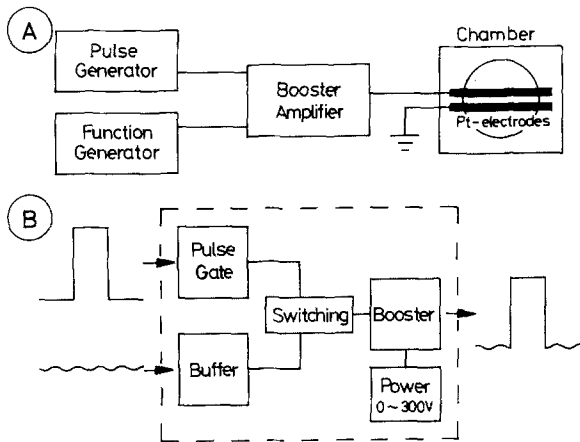 A
Pulse
Generator
Function
Generator
Booster
Amplifier
Chamber
Pt-electrodes
B
Pulse
Gate
Buffer
Switching
Booster
Power
0~300V